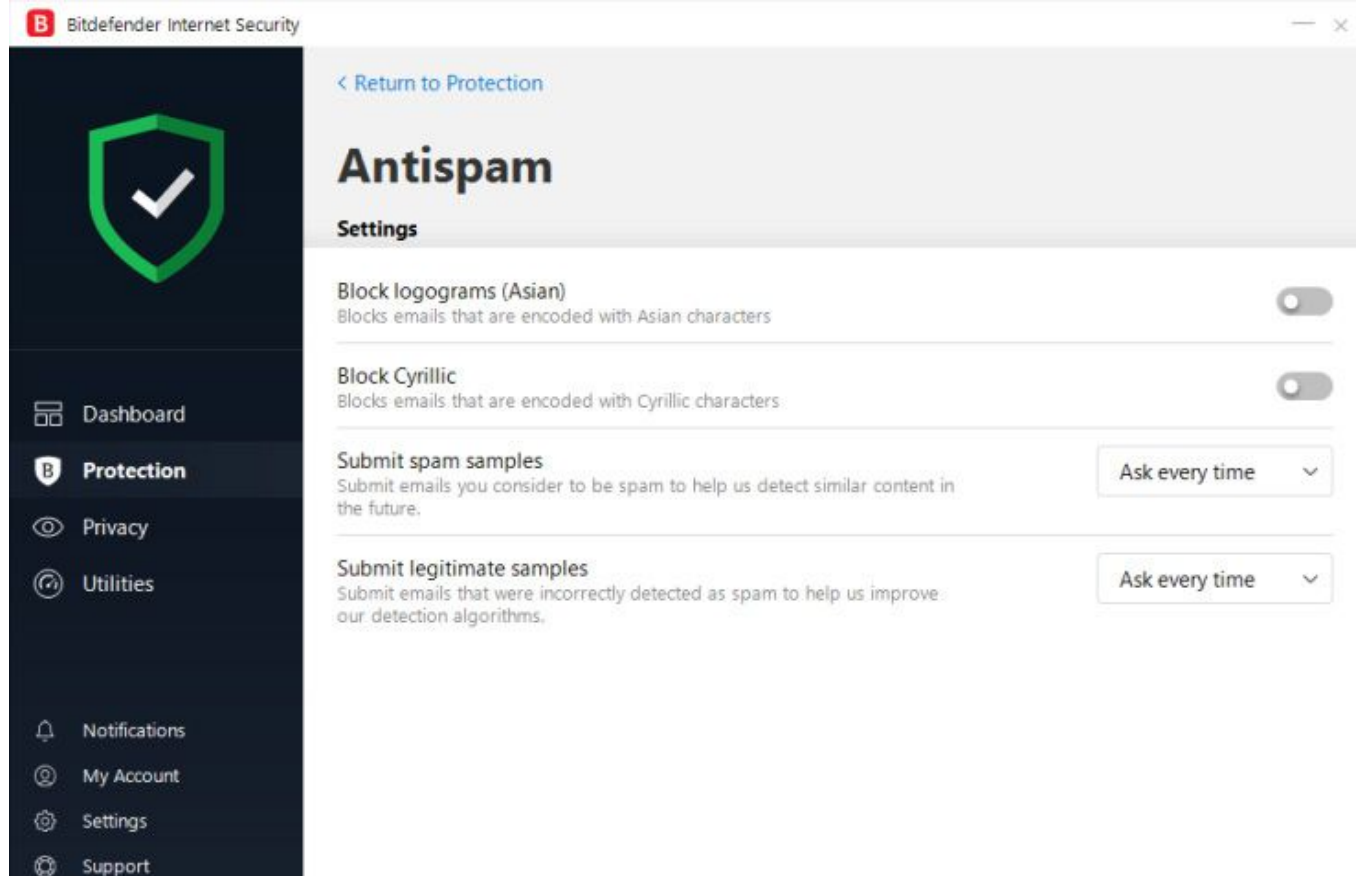 B Bitdefender Internet Security
< Return to Protection
Antispam
Settings
Block logograms (Asian)
Blocks emails that are encoded with Asian characters
Block Cyrillic
Blocks emails that are encoded with Cyrillic characters
Submit spam samples
Submit emails you consider to be spam to help us detect similar content in
the future.
Ask every time
Submit legitimate samples
Submit emails that were incorrectly detected as spam to help us improve
our detection algorithms.
Ask every time
Dashboard
B Protection
Privacy
Utilities
Notifications
My Account
Settings
Support